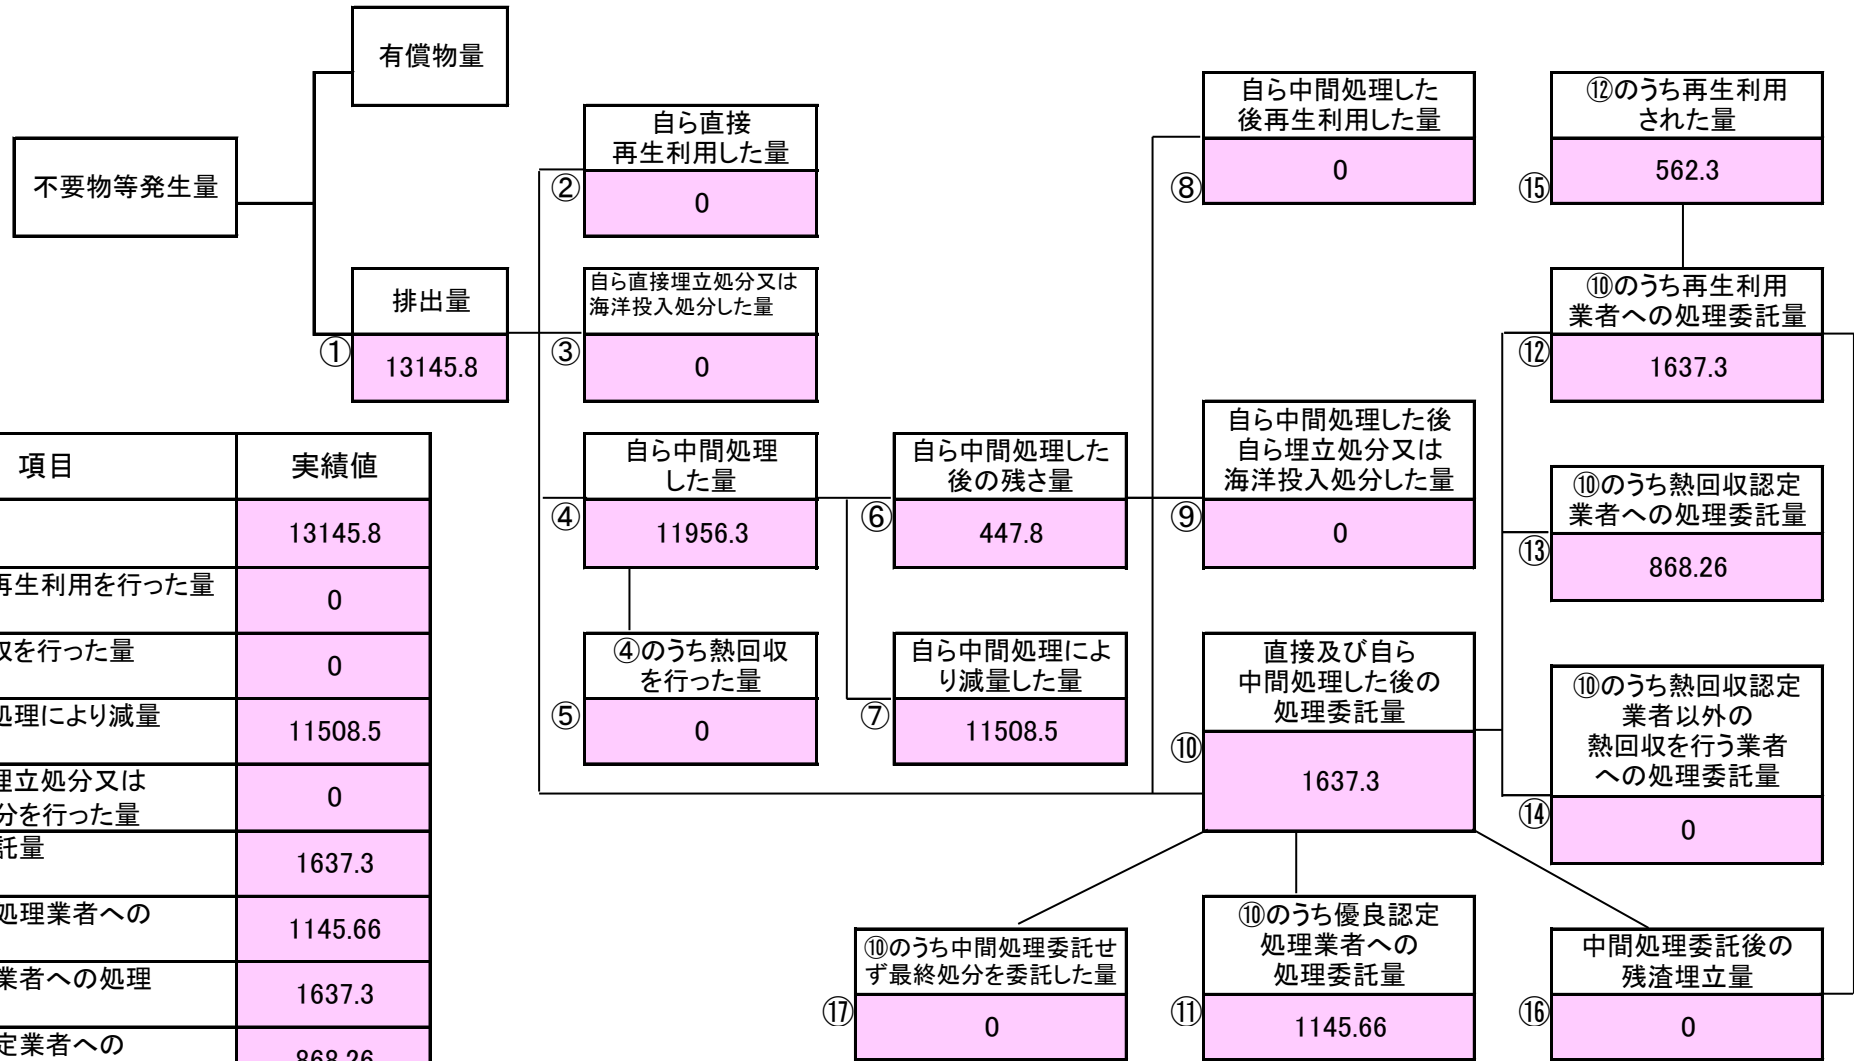 有償物量
不要物等発生量
排出量
①
13145.8
自ら直接
再生利用した量
②
0
自ら直接埋立処分又は
海洋投入処分した量
③
0
自ら中間処理
した量
④
11956.3
④のうち熱回収
を行った量
⑤
0
自ら中間処理した
後の残さ量
⑥
447.8
自ら中間処理によ
り減量した量
⑦
11508.5
自ら中間処理した
後再生利用した量
⑧
0
自ら中間処理した後
自ら埋立処分又は
海洋投入処分した量
⑨
0
直接及び自ら
中間処理した後の
処理委託量
⑩
1637.3
⑩のうち優良認定
処理業者への
処理委託量
⑪
1145.66
⑫のうち再生利用
された量
⑮
562.3
⑩のうち再生利用
業者への処理委託量
⑫
1637.3
⑩のうち熱回収認定
業者への処理委託量
⑬
868.26
⑩のうち熱回収認定
業者以外の
熱回収を行う業者
への処理委託量
⑭
0
⑩のうち中間処理委託せ
ず最終処分を委託した量
⑰
0
中間処理委託後の
残渣埋立量
⑯
0
項目 実績値
13145.8
再生利用を行った量
0
を行った量
0
処理により減量
11508.5
埋立処分又は
分を行った量
0
託量
1637.3
処理業者への
1145.66
業者への処理
1637.3
定業者への
868.26